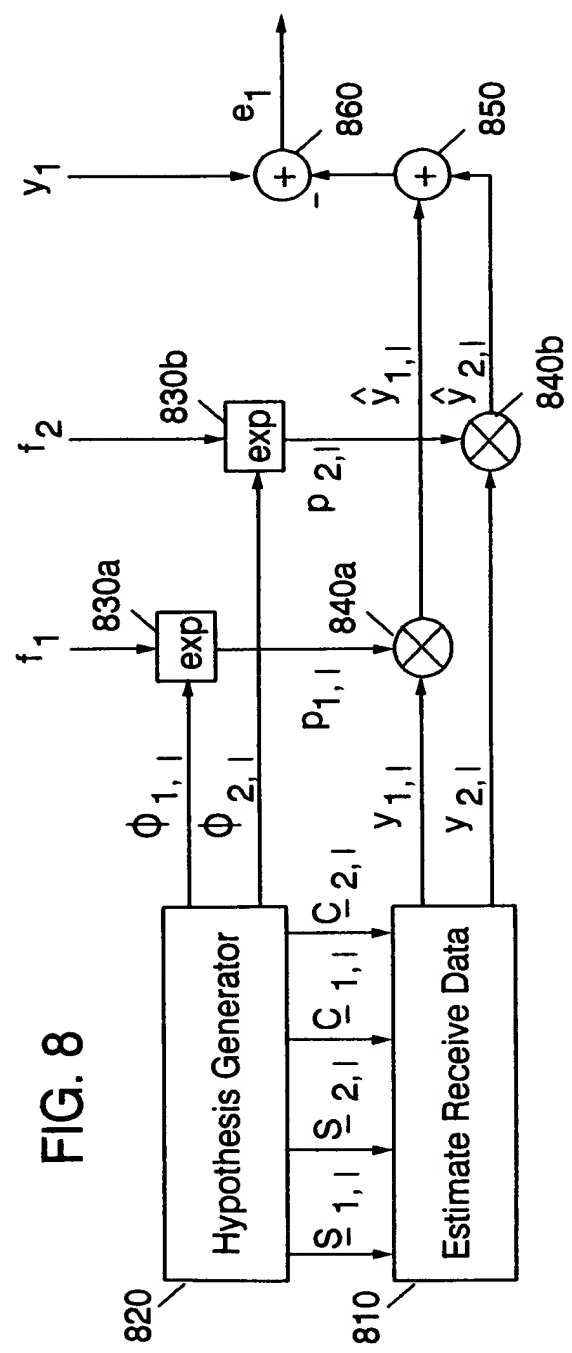 FIG. 8
y1
f2
f1
e1
860
850
830b
830a
exp
exp
ϕ1, l
ϕ2, l
p2, l
p1, l
ŷ1, l
ŷ2, l
840a
840b
y1, l
y2, l
820
Hypothesis Generator
S1, l
S2, l
C1, l
C2, l
810
Estimate Receive Data
+
-
+